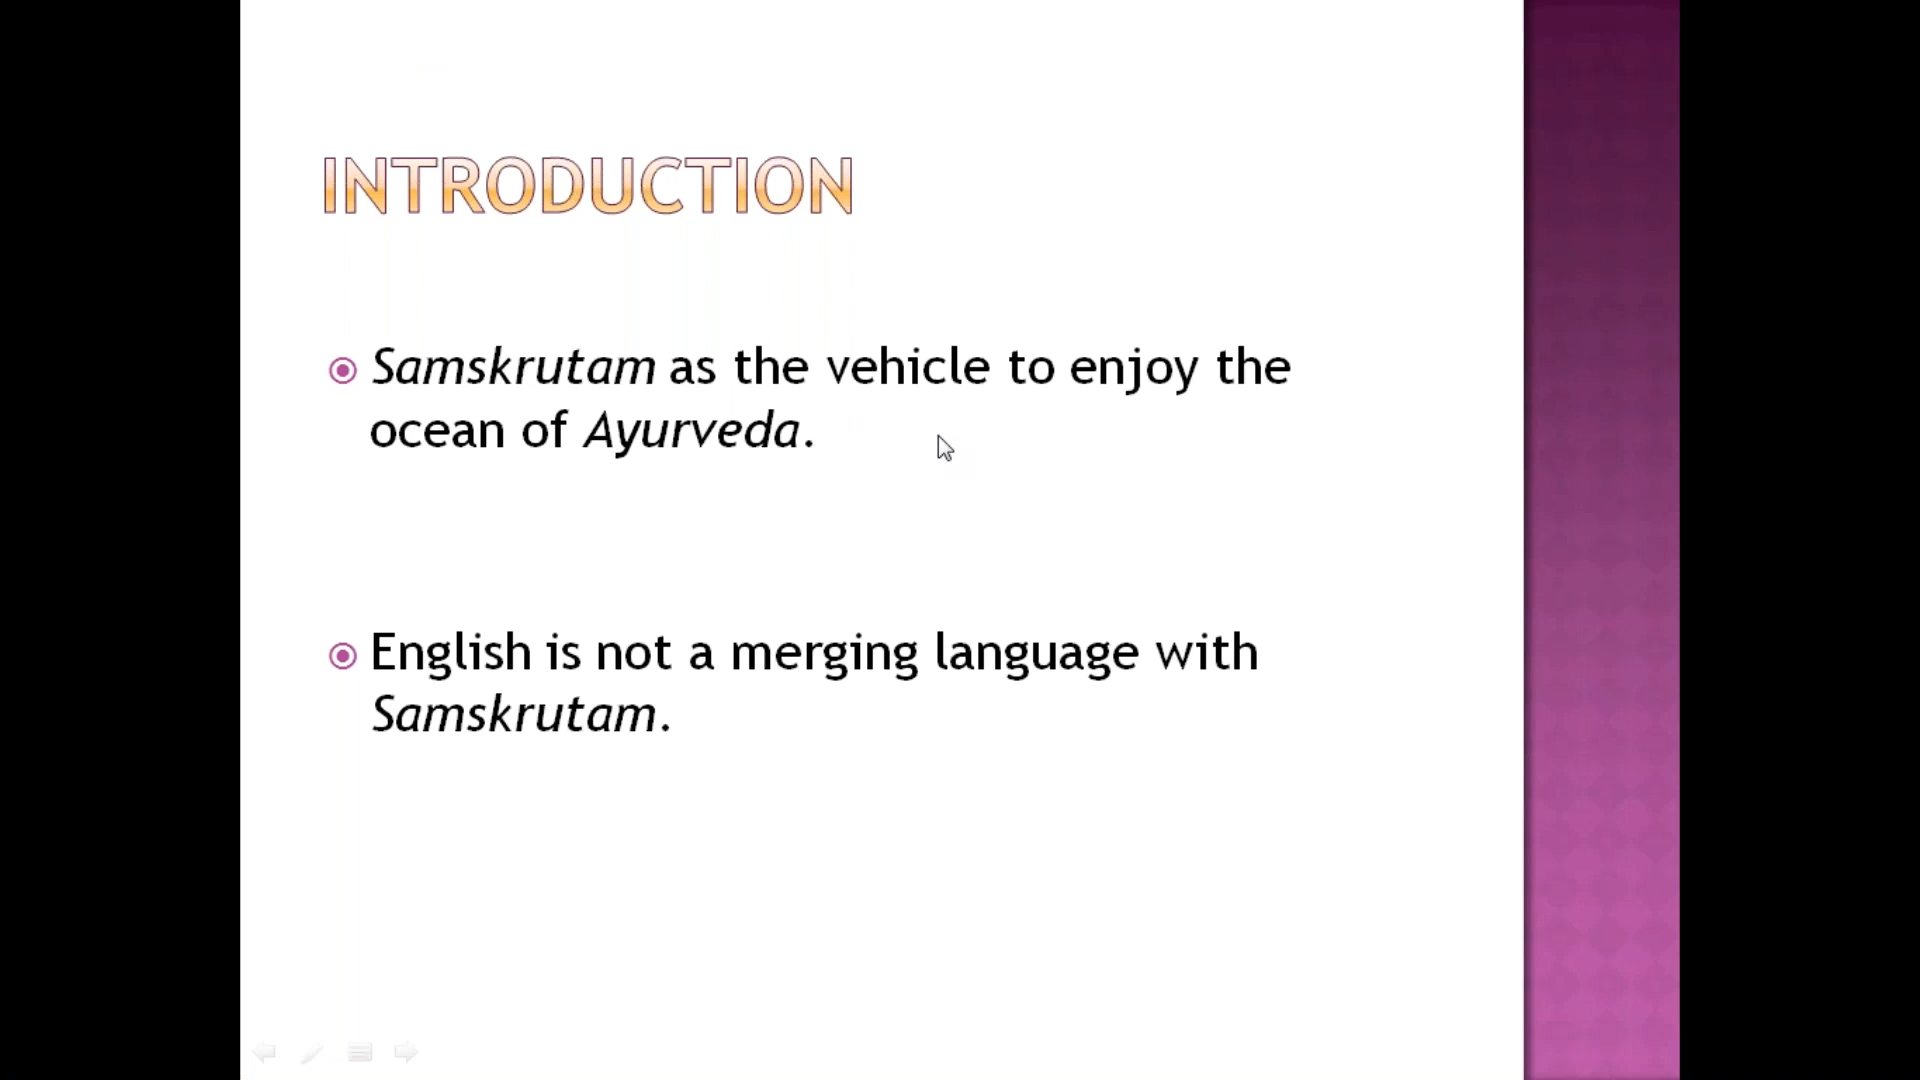 INTRODUCTION
Samskrutam as the vehicle to enjoy the
ocean of Ayurveda.
English is not a merging language with
Samskrutam.